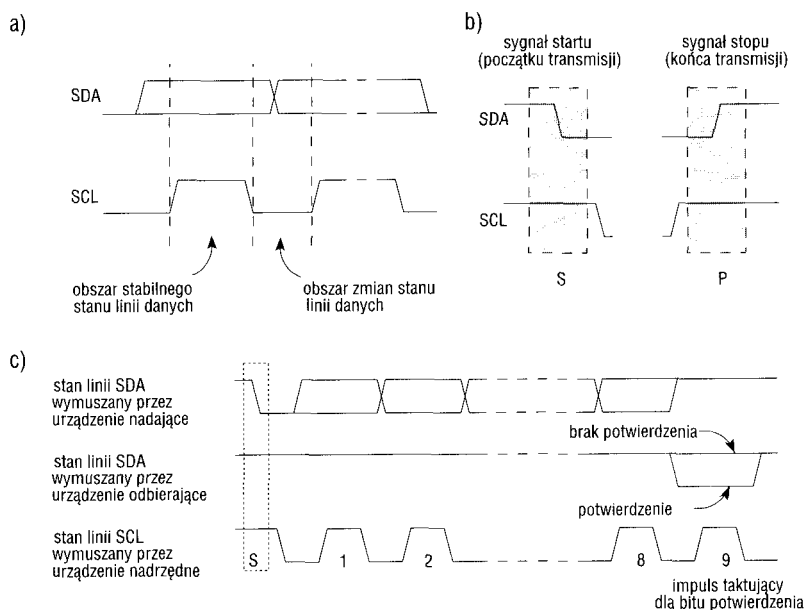 a)
SDA
SCL
obszar stabilnego
stanu linii danych
obszar zmian stanu
linii danych
b)
sygnał startu
(początku transmisji)
sygnał stopu
(końca transmisji)
SDA
SCL
S
P
c)
stan linii SDA
wymuszany przez
urządzenie nadające
brak potwierdzenia
stan linii SDA
wymuszany przez
urządzenie odbierające
potwierdzenie
stan linii SCL
wymuszany przez
urządzenie nadrzędne
S
1
2
8
9
impuls taktujący
dla bitu potwierdzenia